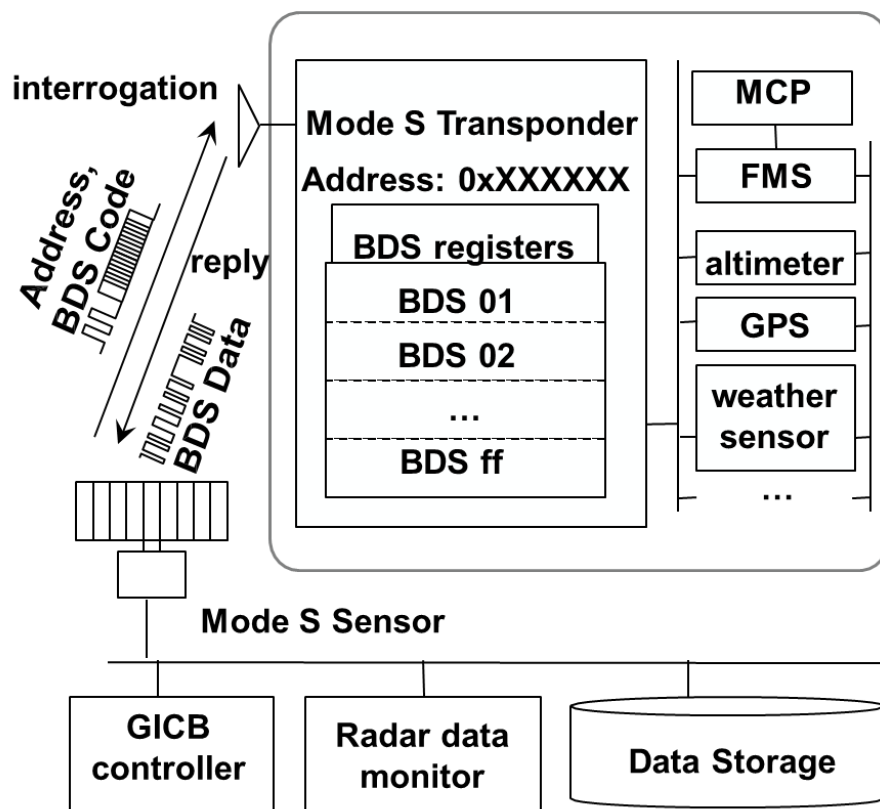 interrogation
Address,
BDS Code
reply
BDS Data
Mode S Transponder
Address: 0xXXXXXX
BDS registers
BDS 01
BDS 02
...
BDS ff
MCP
FMS
altimeter
GPS
weather
sensor
...
Mode S Sensor
GICB
controller
Radar data
monitor
Data Storage